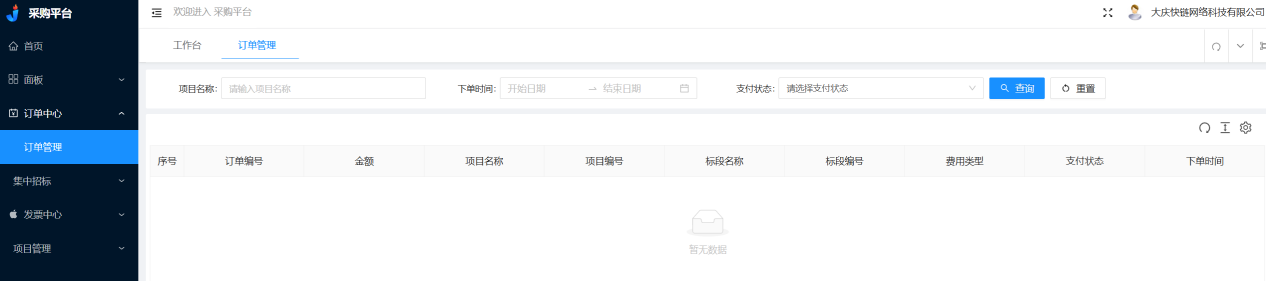 采购平台
欢迎进入 采购平台
大庆快链网络科技有限公司
首页
面板
订单中心
订单管理
集中招标
发票中心
项目管理
工作台 订单管理
项目名称: 请输入项目名称 下单时间: 开始日期 结束日期 支付状态: 请选择支付状态 查询 重置
序号 订单编号 金额 项目名称 项目编号 标段名称 标段编号 费用类型 支付状态 下单时间
暂无数据